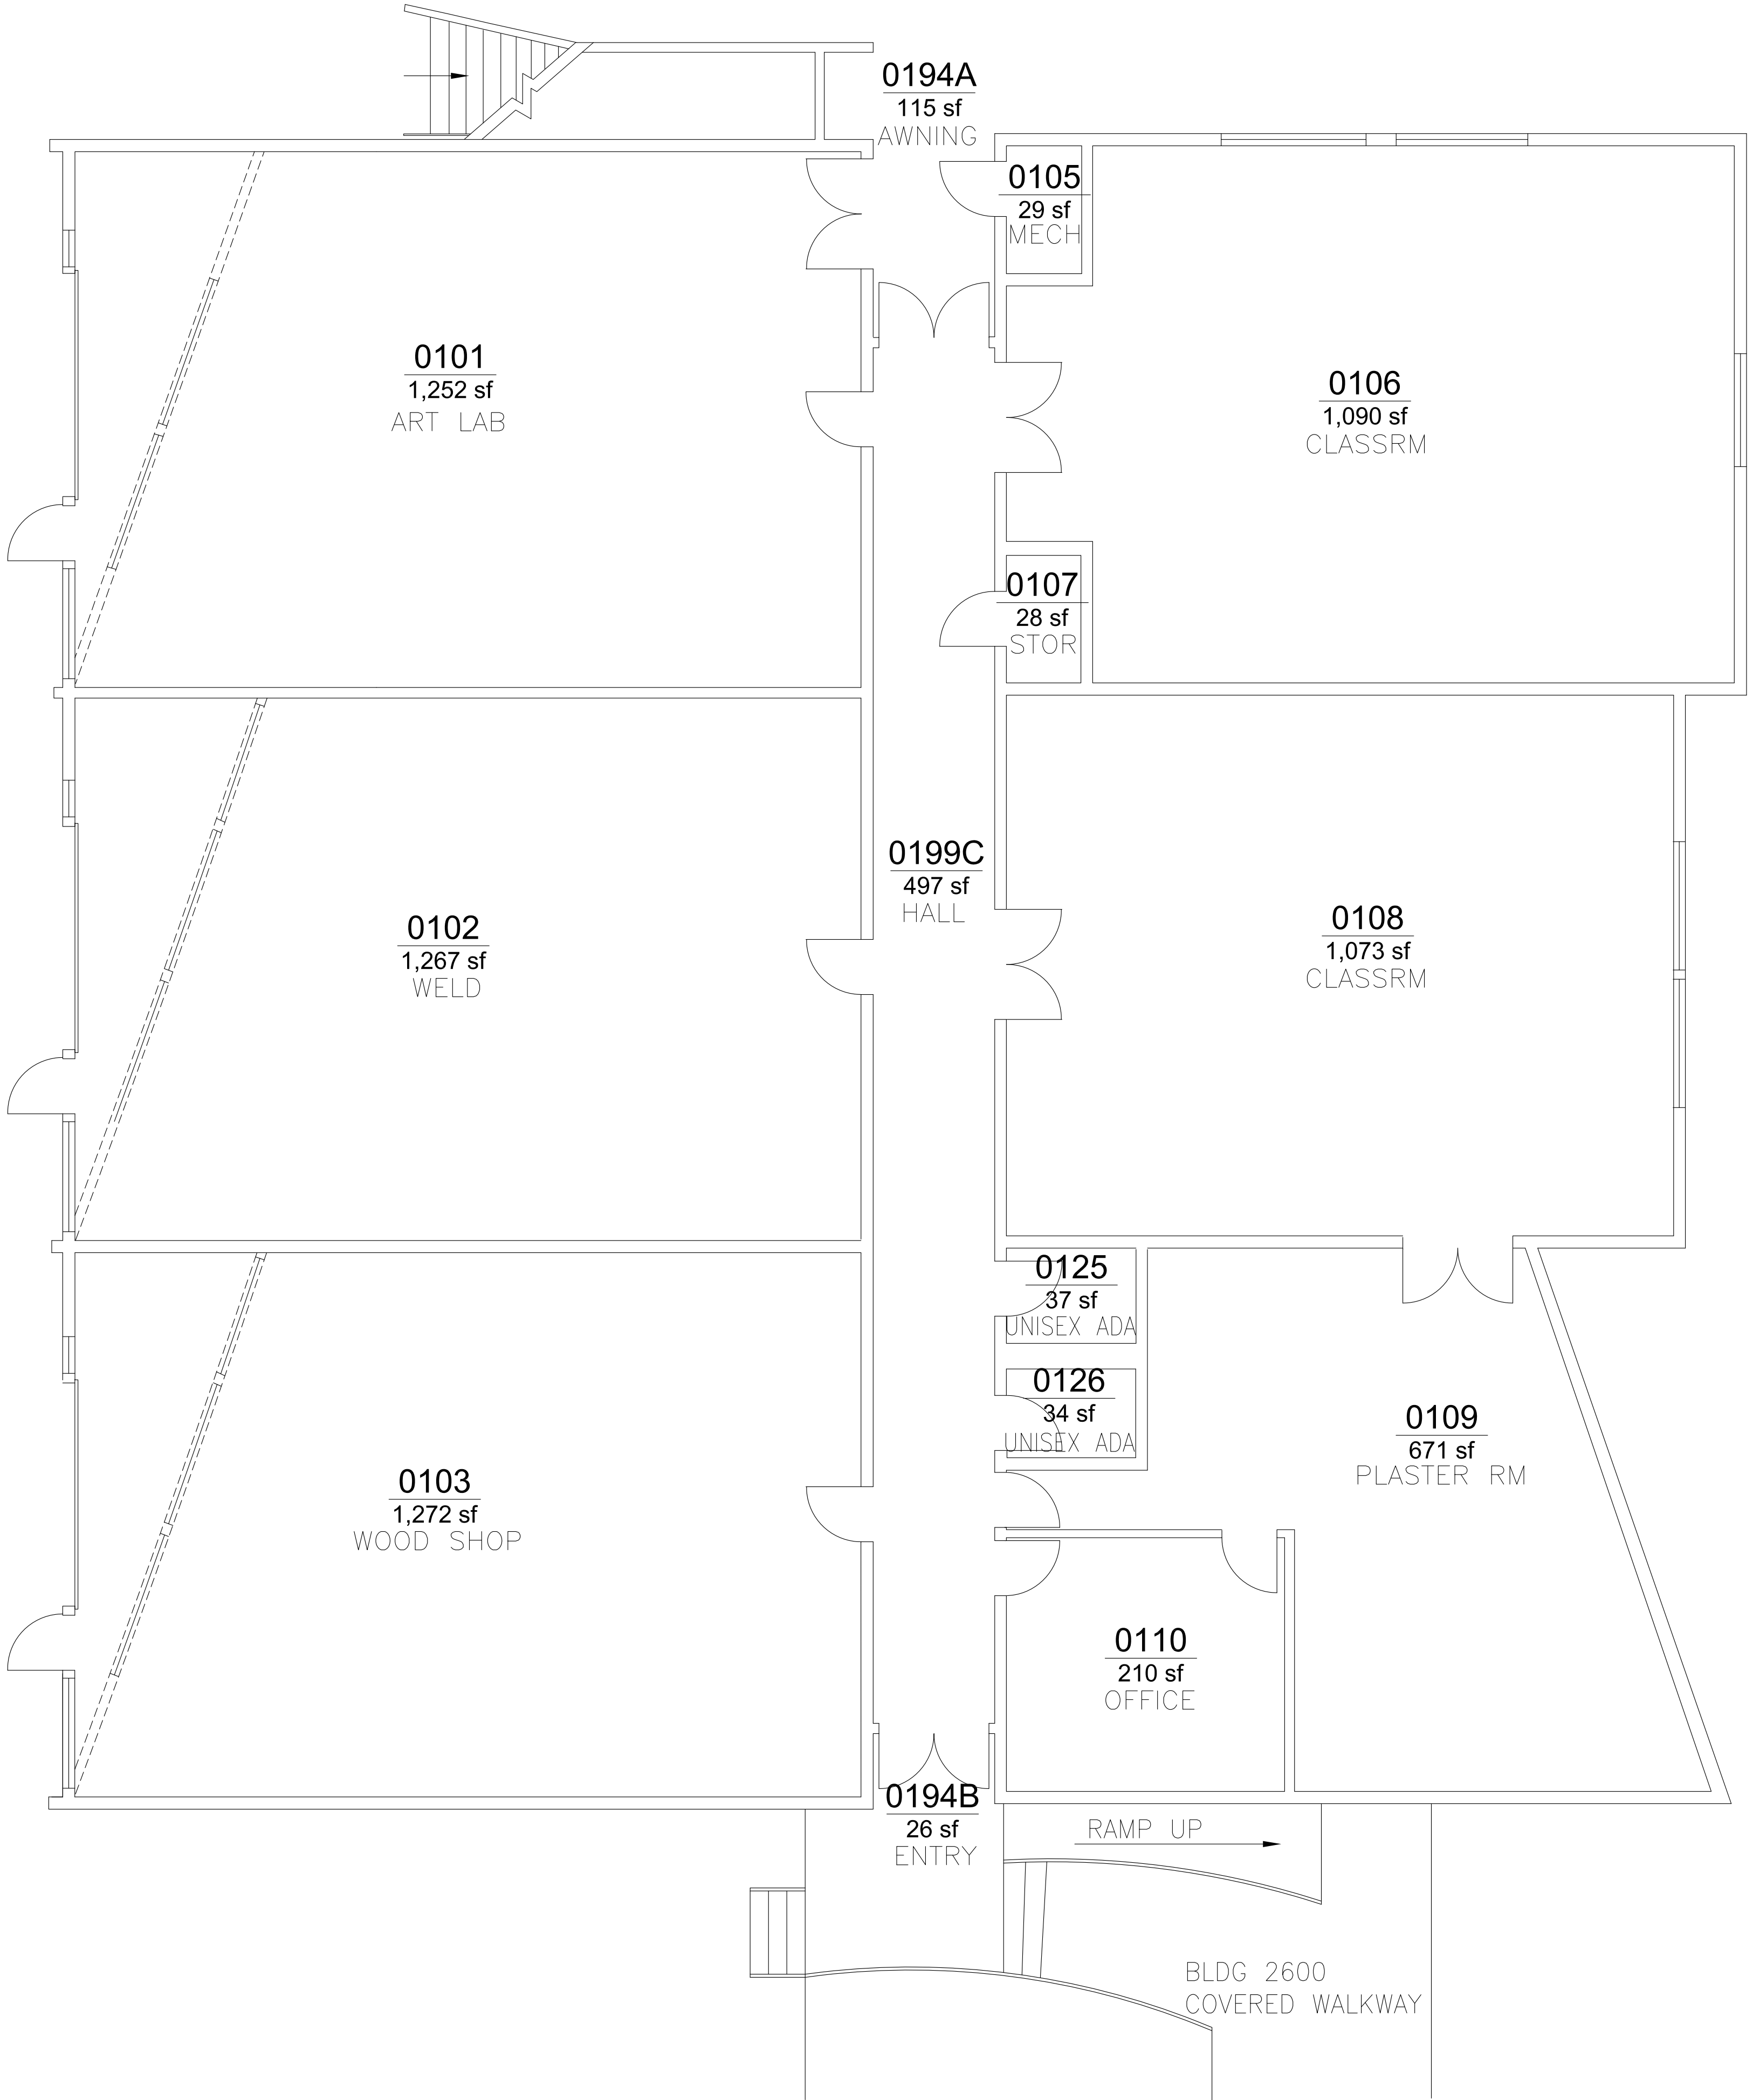 0194A
115 sf
AWNING
0105
29 sf
MECH
0101
1,252 sf
ART LAB
0106
1,090 sf
CLASSRM
0107
28 sf
STOR
0199C
497 sf
HALL
0102
1,267 sf
WELD
0108
1,073 sf
CLASSRM
0125
37 sf
UNISEX ADA
0126
34 sf
UNISEX ADA
0109
671 sf
PLASTER RM
0103
1,272 sf
WOOD SHOP
0110
210 sf
OFFICE
0194B
26 sf
ENTRY
RAMP UP
BLDG 2600
COVERED WALKWAY